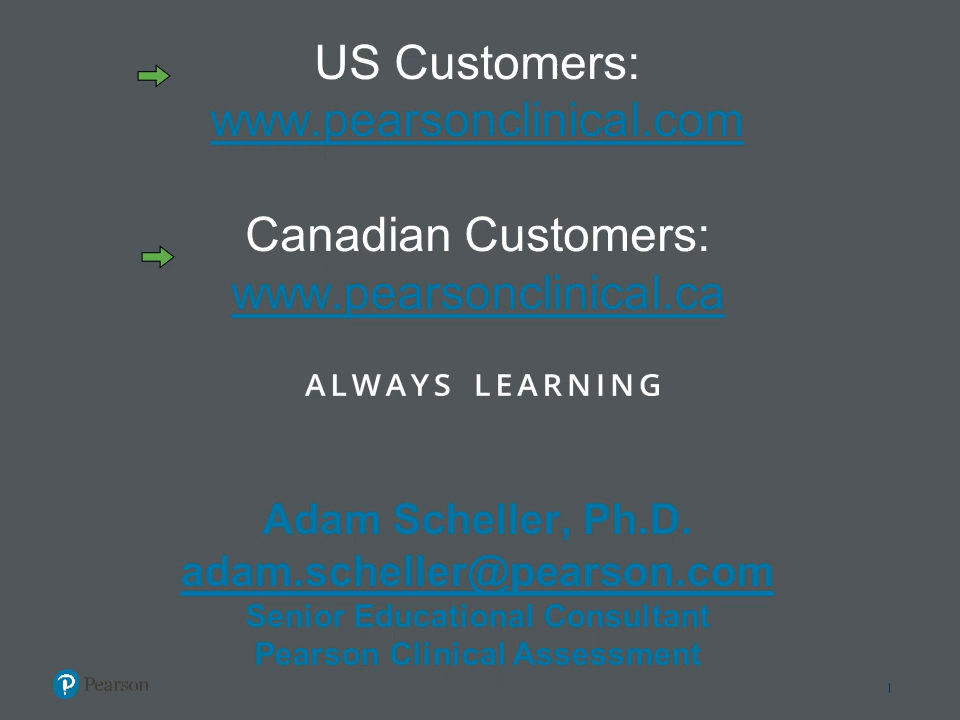 US Customers:
www.pearsonclinical.com
Canadian Customers:
www.pearsonclinical.ca
ALWAYS LEARNING
Adam Scheller, Ph.D.
adam.scheller@pearson.com
Senior Educational Consultant
Pearson Clinical Assessment
Pearson